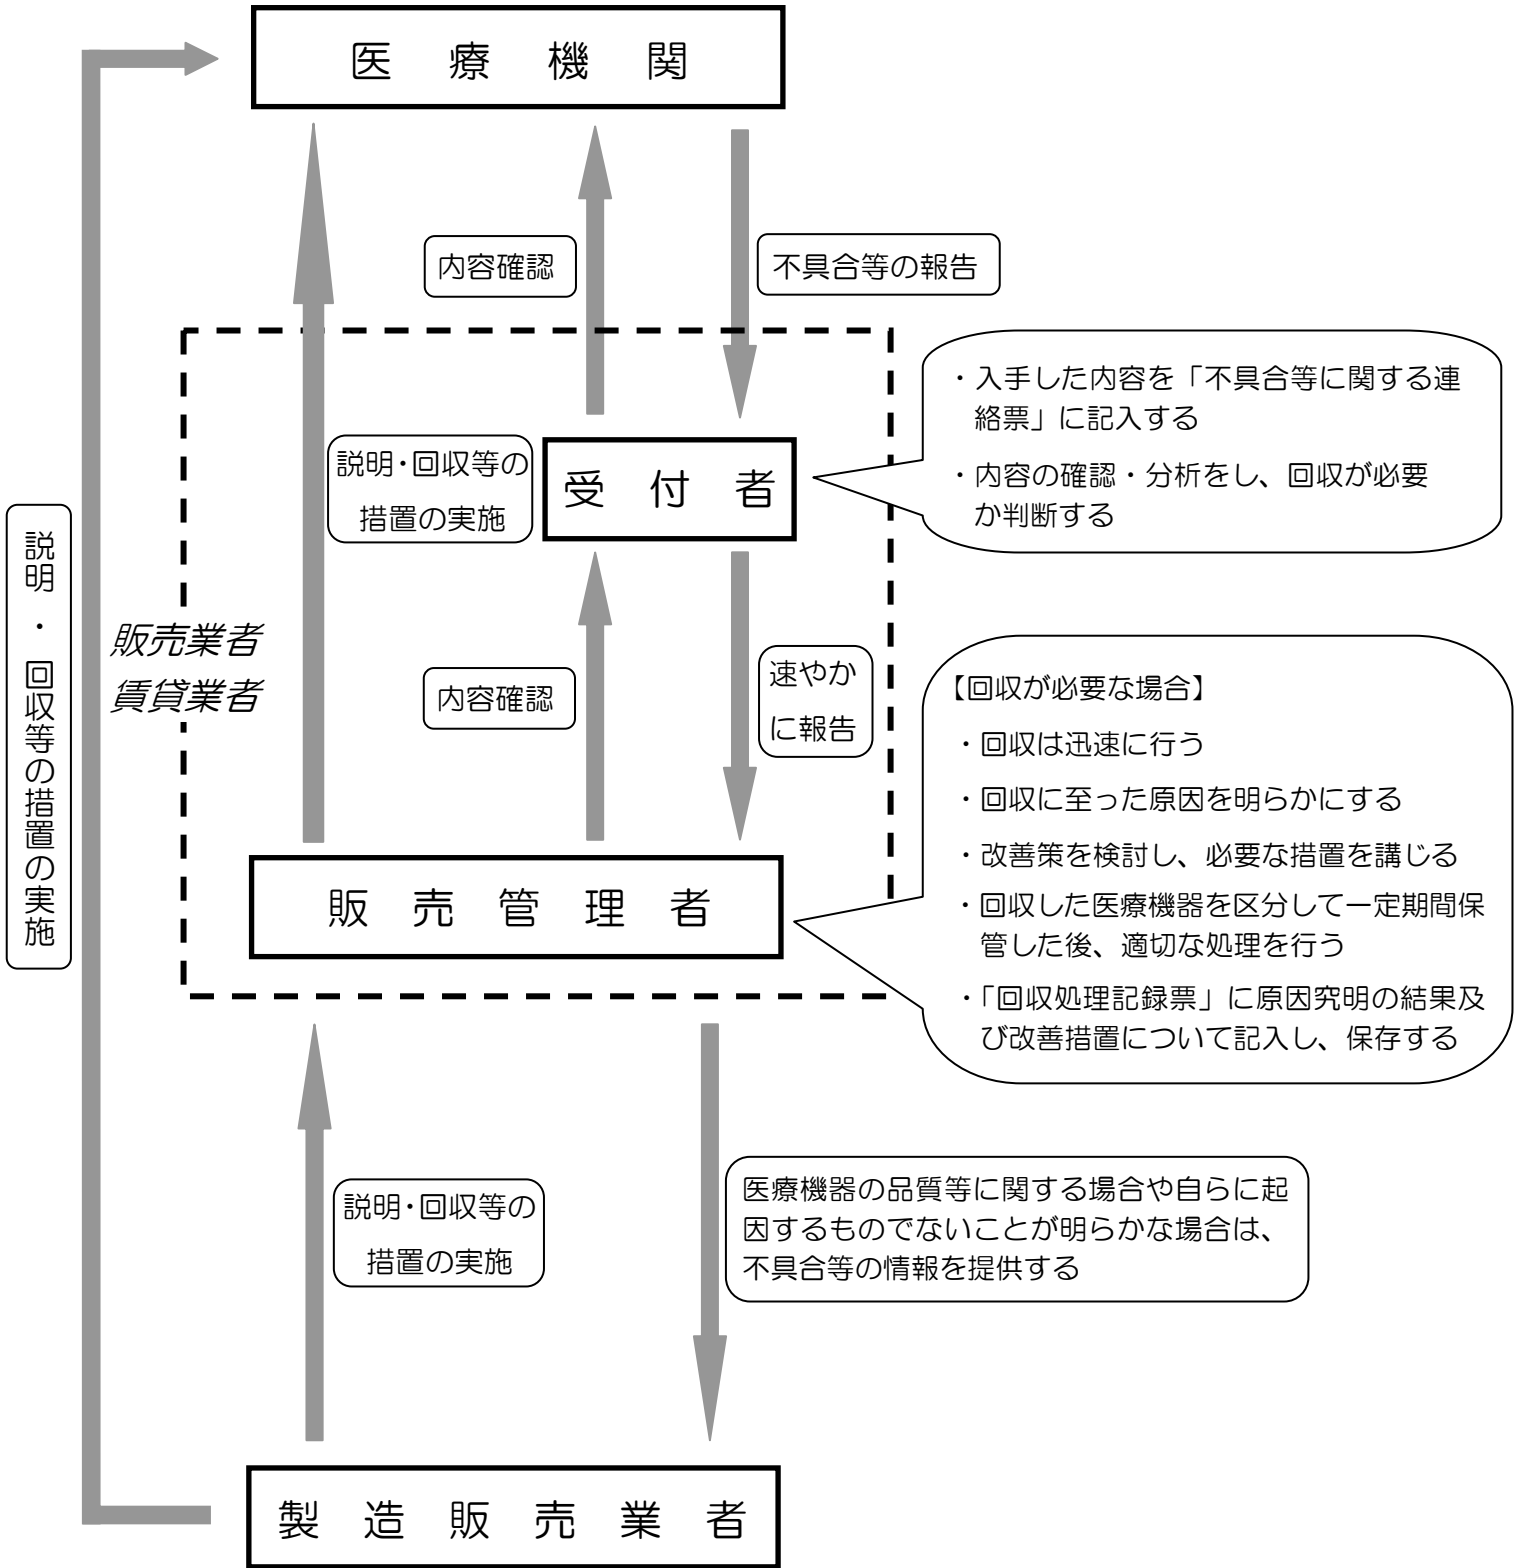 医療機関
内容確認
不具合等の報告
・入手した内容を「不具合等に関する連
絡票」に記入する
・内容の確認・分析をし、回収が必要
か判断する
説明・回収等の
措置の実施
受付者
説明・回収等の措置の実施
販売業者
賃貸業者
内容確認
速やか
に報告
【回収が必要な場合】
・回収は迅速に行う
・回収に至った原因を明らかにする
・改善策を検討し、必要な措置を講じる
・回収した医療機器を区分して一定期間保
管した後、適切な処理を行う
・「回収処理記録票」に原因究明の結果及
び改善措置について記入し、保存する
販売管理者
説明・回収等の
措置の実施
医療機器の品質等に関する場合や自らに起
因するものでないことが明らかな場合は、
不具合等の情報を提供する
製造販売業者